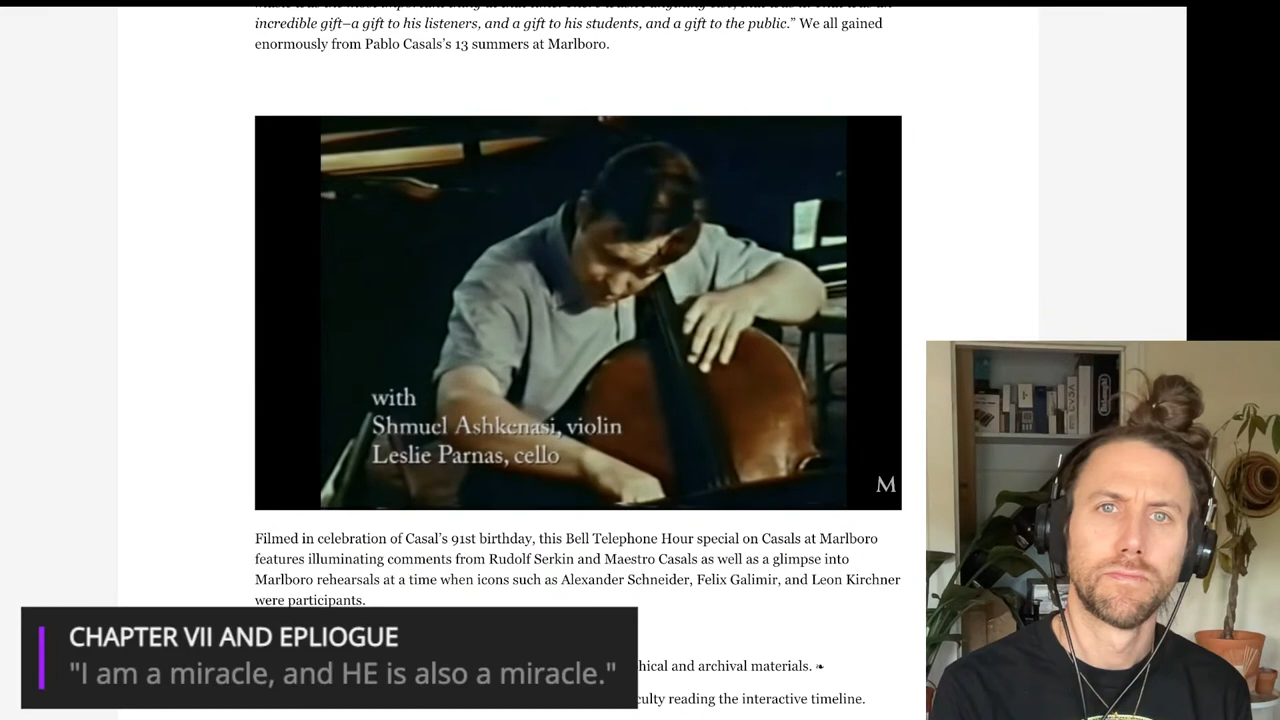 incredible gift–a gift to his listeners, and a gift to his students, and a gift to the public.” We all gained
enormously from Pablo Casals’s 13 summers at Marlboro.
with
Shmuel Ashkenasi, violin
Leslie Parnas, cello
M
Filmed in celebration of Casal’s 91st birthday, this Bell Telephone Hour special on Casals at Marlboro
features illuminating comments from Rudolf Serkin and Maestro Casals as well as a glimpse into
Marlboro rehearsals at a time when icons such as Alexander Schneider, Felix Galimir, and Leon Kirchner
were participants.
CHAPTER VII AND EPLIOGUE
"I am a miracle, and HE is also a miracle."
hical and archival materials. ❧
culty reading the interactive timeline.